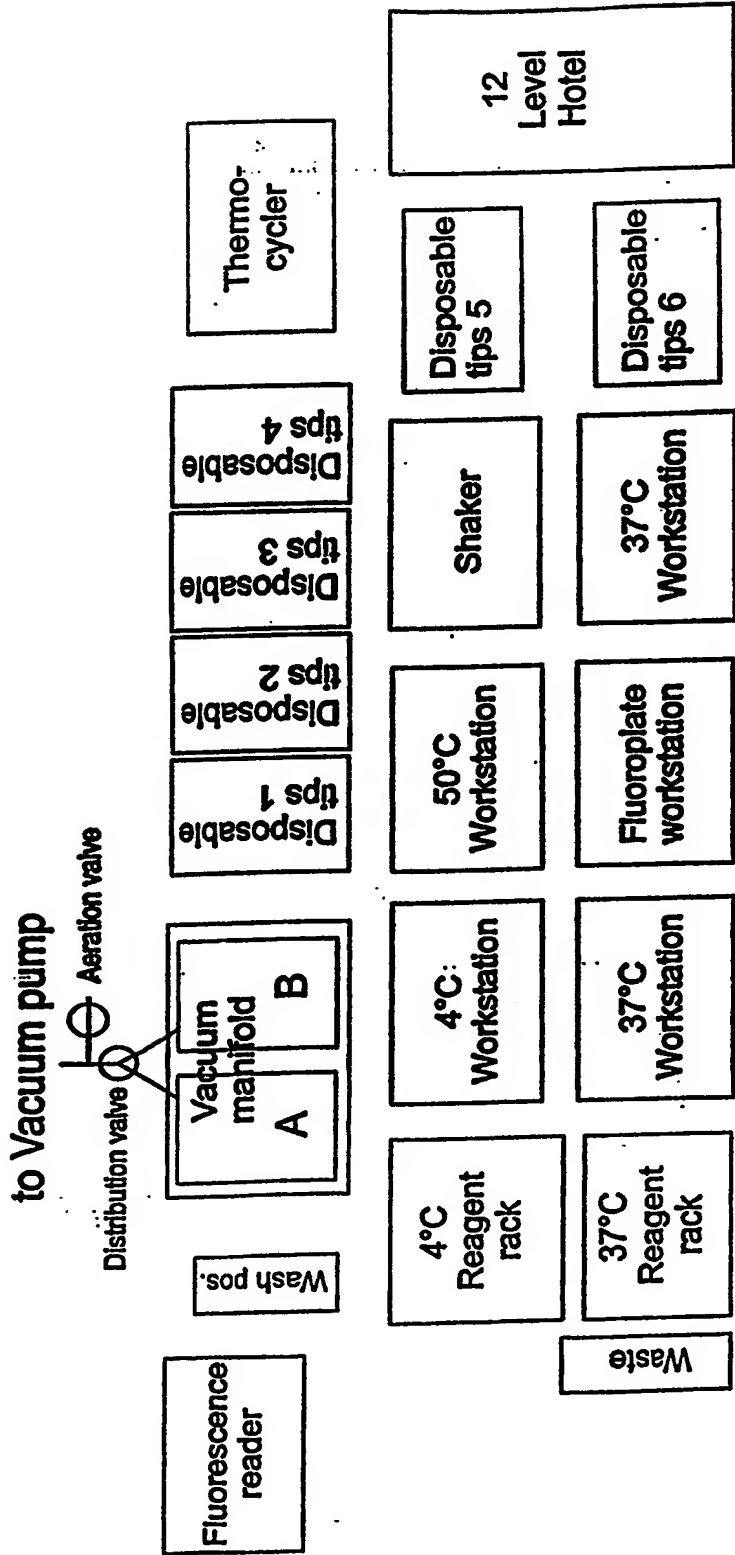 to Vacuum pump
Aeration valve
Distribution valve
Fluorescence
reader
Wash pos.
Vacuum
manifold
A
B
Disposable
tips 1
Disposable
tips 2
Disposable
tips 3
Disposable
tips 4
Thermo-
cycler
4°C
Reagent
rack
4°C
Workstation
50°C
Workstation
Shaker
Disposable
tips 5
12
Level
Hotel
Waste
37°C
Reagent
rack
37°C
Workstation
Fluoroplate
workstation
37°C
Workstation
Disposable
tips 6